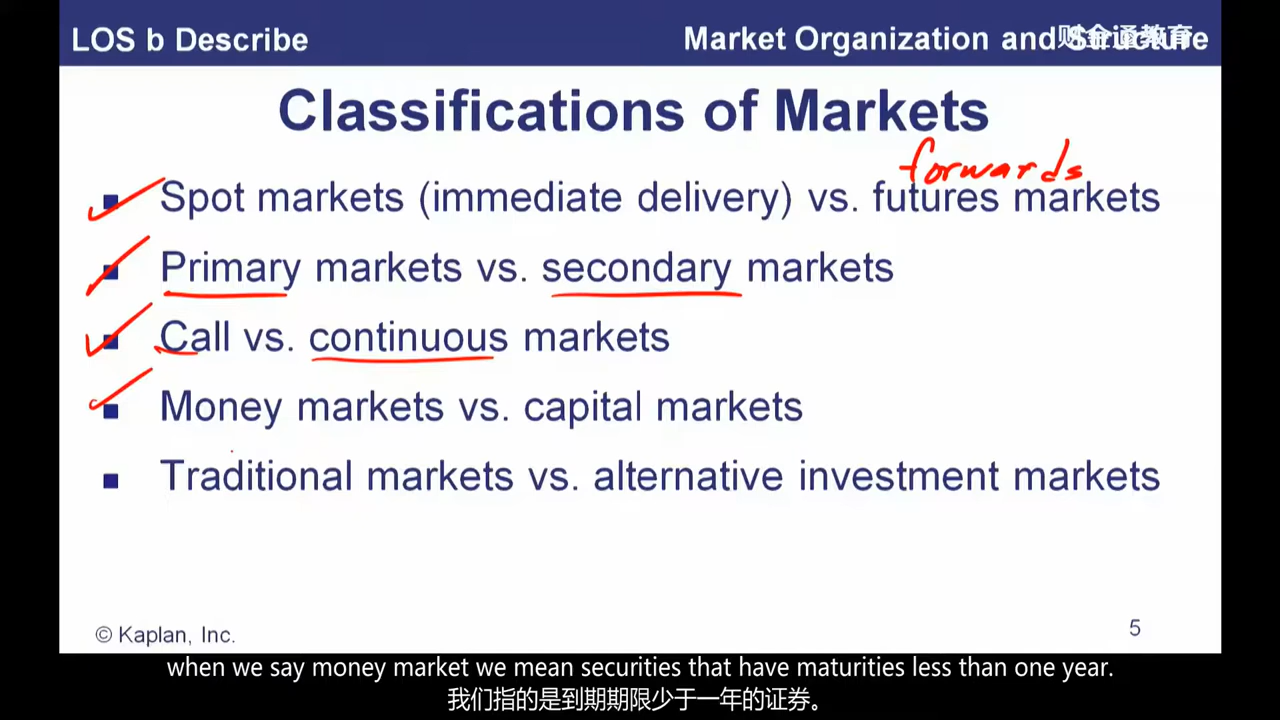 LOS b Describe
Market Organization and Structure
财金通教育
Classifications of Markets
forwards
Spot markets (immediate delivery) vs. futures markets
Primary markets vs. secondary markets
Call vs. continuous markets
Money markets vs. capital markets
Traditional markets vs. alternative investment markets
© Kaplan, Inc.
5
when we say money market we mean securities that have maturities less than one year.
我们指的是到期期限少于一年的证券。